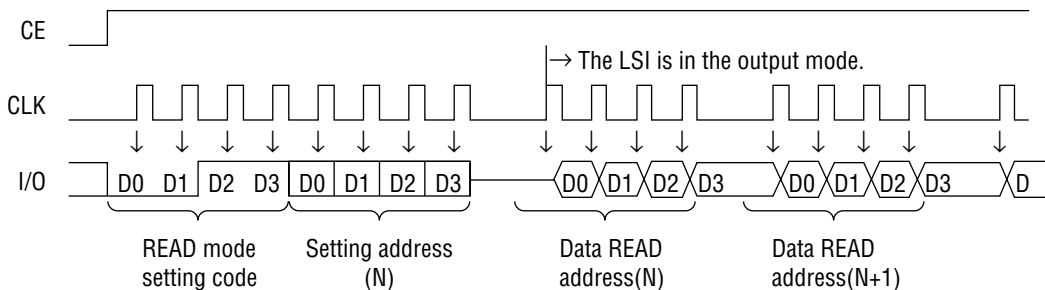 CE
→ The LSI is in the output mode.
CLK
I/O
D0 D1 D2 D3 D0 D1 D2 D3 D0 D1 D2 D3 D0 D1 D2 D3 D
READ mode
setting code
Setting address
(N)
Data READ
address(N)
Data READ
address(N+1)